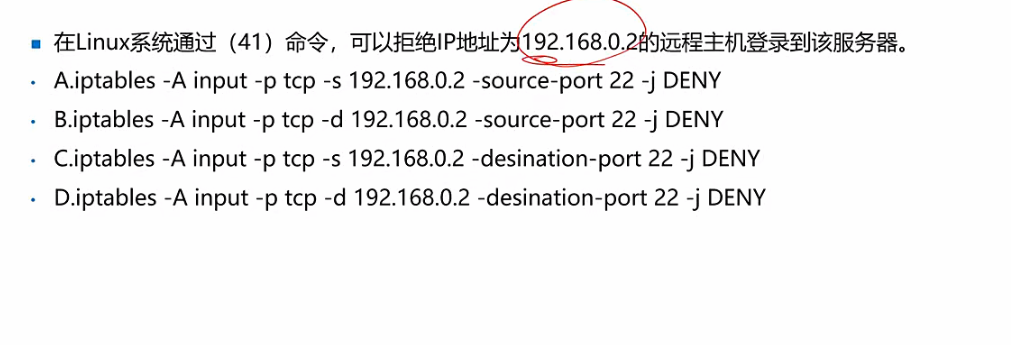 在Linux系统通过（41）命令，可以拒绝IP地址为192.168.0.2的远程主机登录到该服务器。
A.iptables -A input -p tcp -s 192.168.0.2 -source-port 22 -j DENY
B.iptables -A input -p tcp -d 192.168.0.2 -source-port 22 -j DENY
C.iptables -A input -p tcp -s 192.168.0.2 -desination-port 22 -j DENY
D.iptables -A input -p tcp -d 192.168.0.2 -desination-port 22 -j DENY